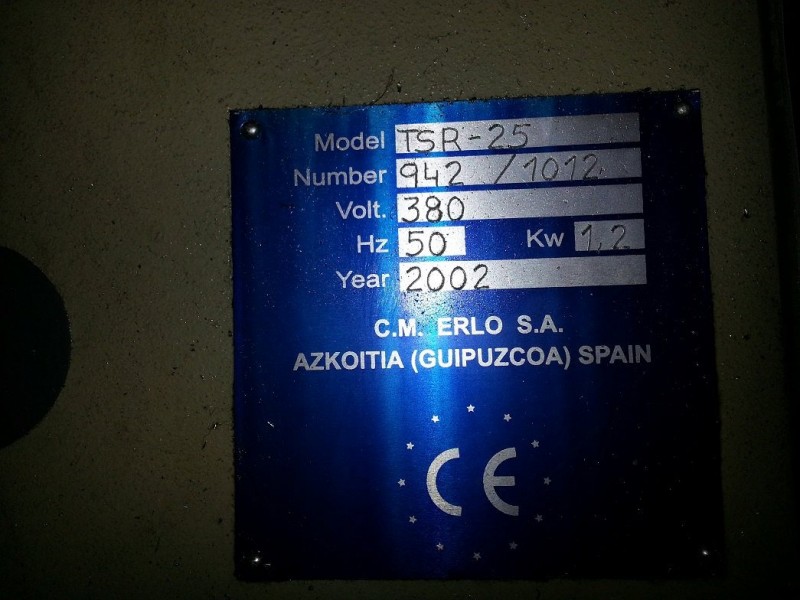 Model TSR-25
Number 942 / 1012
Volt. 380
Hz 50 Kw 1,2
Year 2002
C.M. ERLO S.A.
AZKOITIA (GUIPUZCOA) SPAIN
CE